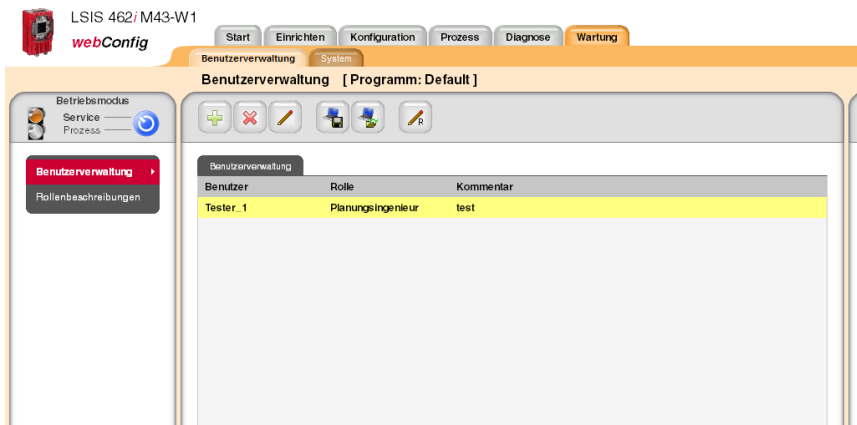 LSIS 462i M43-W1
webConfig
Start Einrichten Konfiguration Prozess Diagnose Wartung
Benutzerverwaltung System
Benutzerverwaltung [ Programm: Default ]
Betriebsmodus
Service
Prozess
R
Benutzerverwaltung
Rollenbeschreibungen
Benutzerverwaltung
Benutzer Rolle Kommentar
Tester_1 Planungsingenieur test